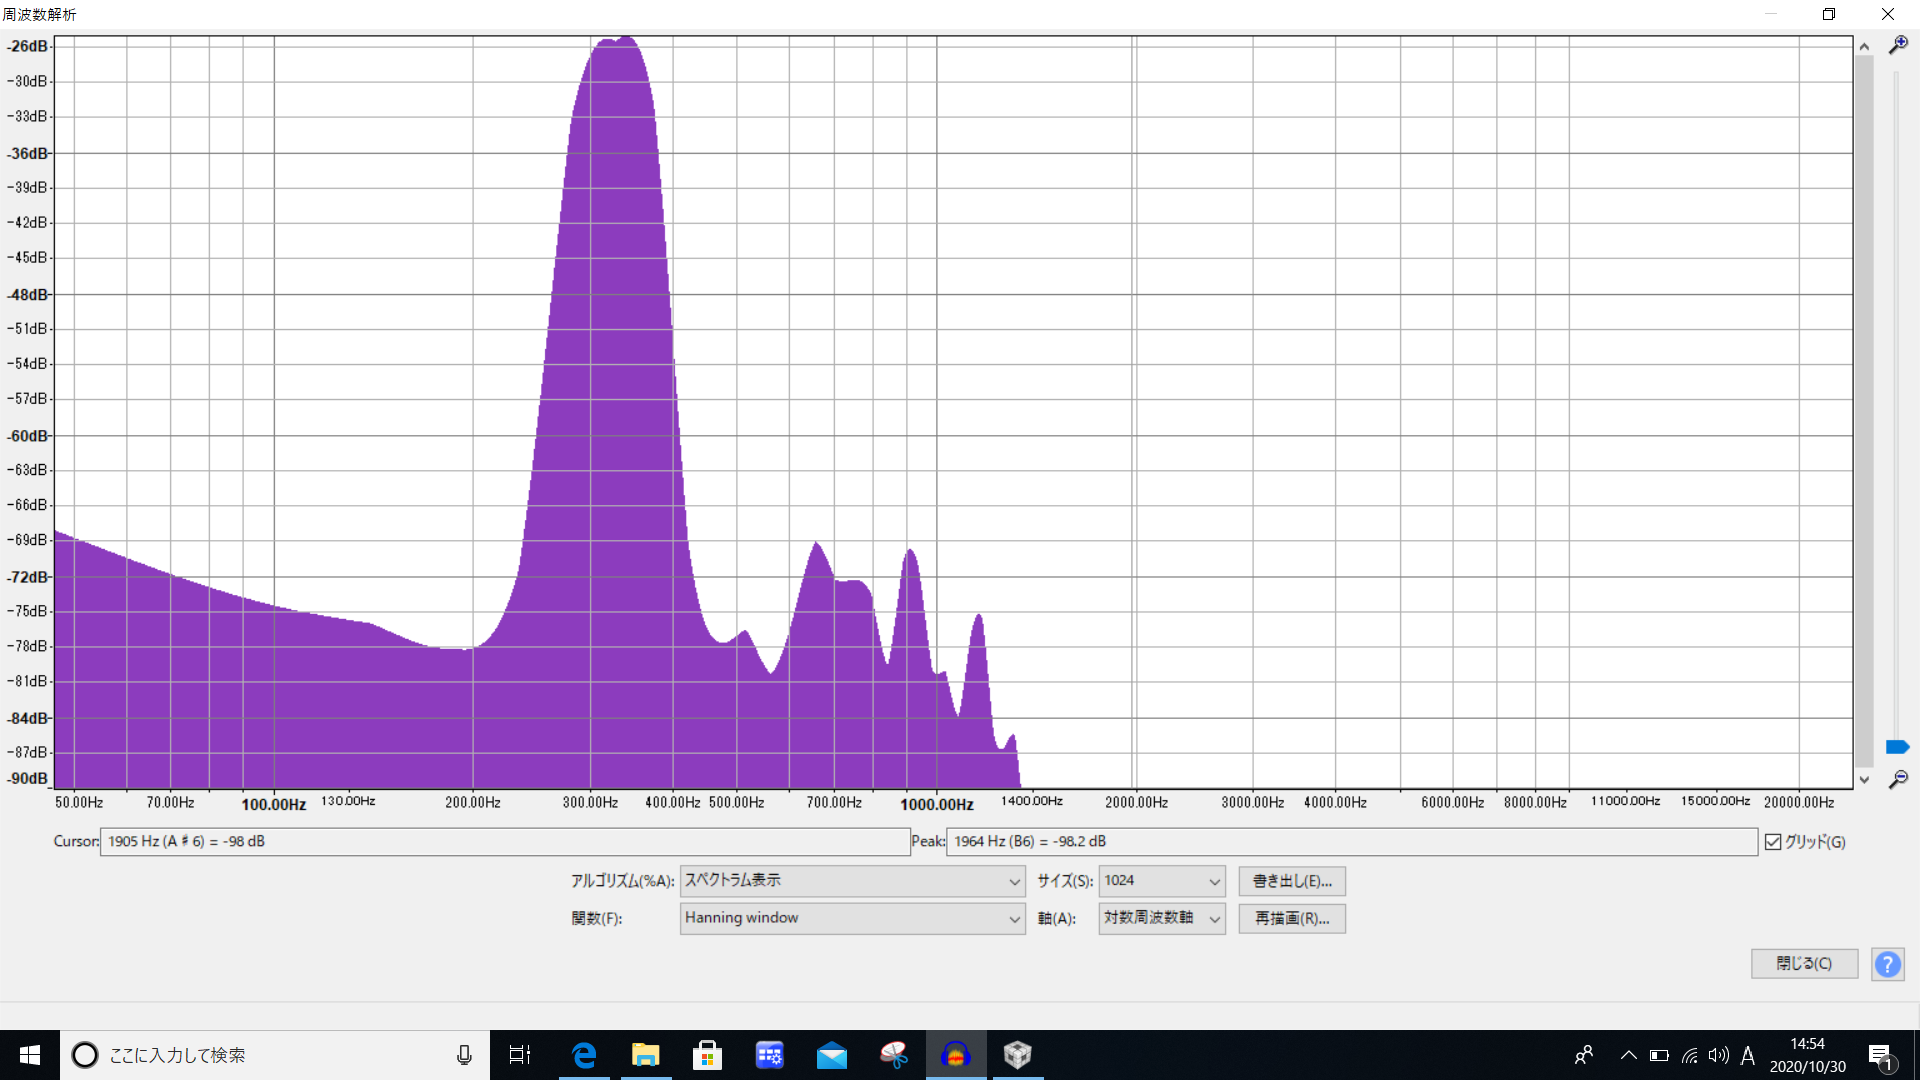 周波数解析
-26dB
-30dB
-33dB
-36dB
-39dB
-42dB
-45dB
-48dB
-51dB
-54dB
-57dB
-60dB
-63dB
-66dB
-69dB
-72dB
-75dB
-78dB
-81dB
-84dB
-87dB
-90dB
50.00Hz 70.00Hz 100.00Hz 130.00Hz 200.00Hz 300.00Hz 400.00Hz 500.00Hz 700.00Hz 1000.00Hz 1400.00Hz 2000.00Hz 3000.00Hz 4000.00Hz 6000.00Hz 8000.00Hz 11000.00Hz 15000.00Hz 20000.00Hz
Cursor: 1905 Hz (A♯6) = -98 dB Peak: 1964 Hz (B6) = -98.2 dB グリッド(G)
アルゴリズム(%A): スペクトラム表示 サイズ(S): 1024 書き出し(E)...
関数(F): Hanning window 軸(A): 対数周波数軸 再描画(R)...
閉じる(C) ?
ここに入力して検索
A 14:54
2020/10/30
1